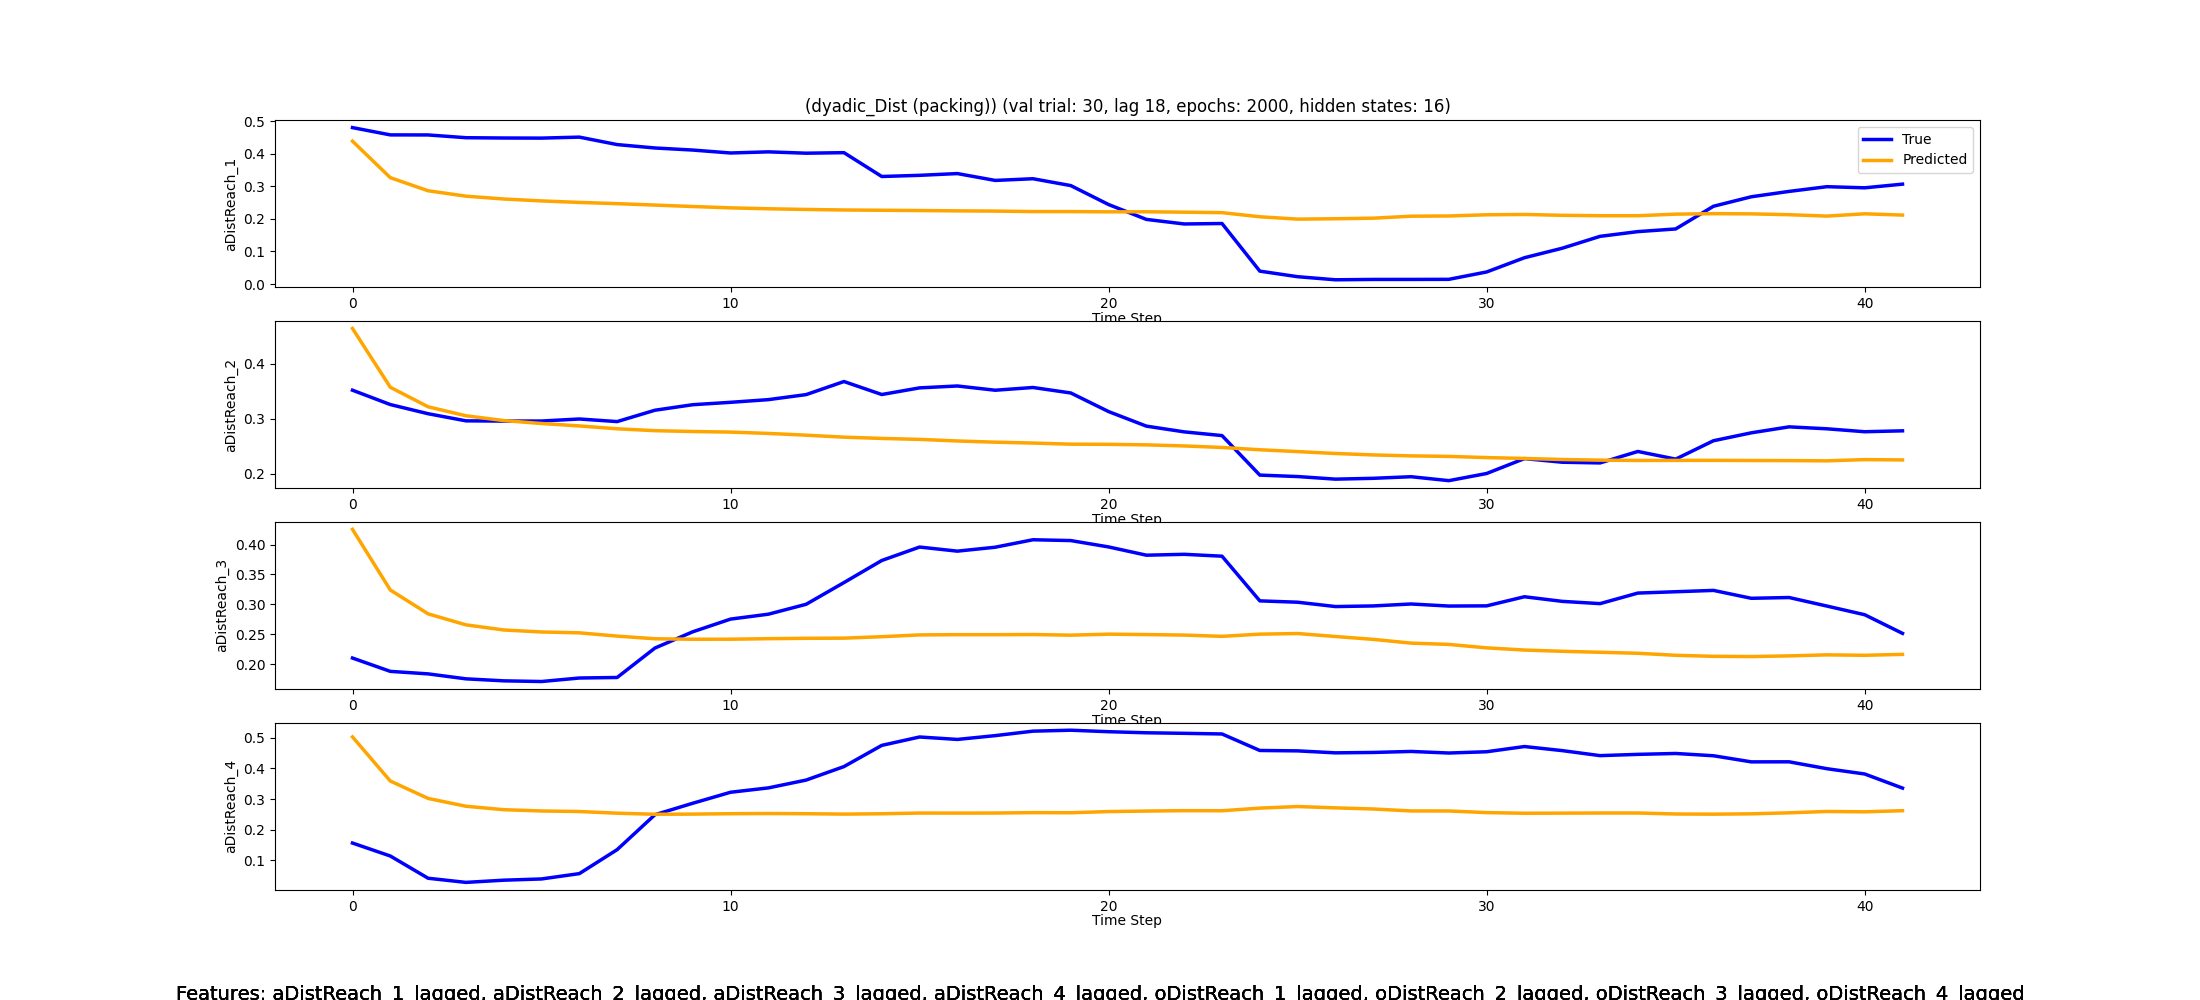 (dyadic_Dist (packing)) (val trial: 30, lag 18, epochs: 2000, hidden states: 16)
True
Predicted
aDistReach_1
0.5
0.4
0.3
0.2
0.1
0.0
0 10 20 30 40
Time Step
aDistReach_2
0.4
0.3
0.2
0 10 20 30 40
Time Step
aDistReach_3
0.40
0.35
0.30
0.25
0.20
0 10 20 30 40
Time Step
aDistReach_4
0.5
0.4
0.3
0.2
0.1
0 10 20 30 40
Time Step
Features: aDistReach_1_lagged, aDistReach_2_lagged, aDistReach_3_lagged, aDistReach_4_lagged, oDistReach_1_lagged, oDistReach_2_lagged, oDistReach_3_lagged, oDistReach_4_lagged